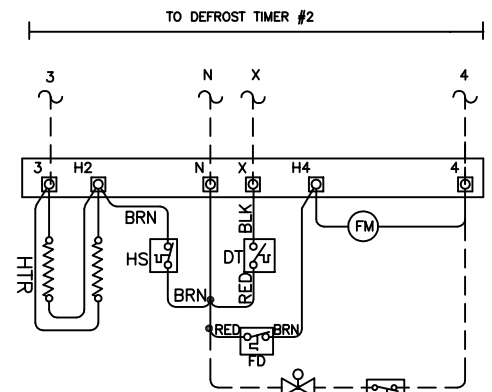 TO DEFROST TIMER #2
3 N X 4
3 H2 N X H4 4
BRN
BLK
FM
HTR
HS
DT
BRN
RED
RED
BRN
FD